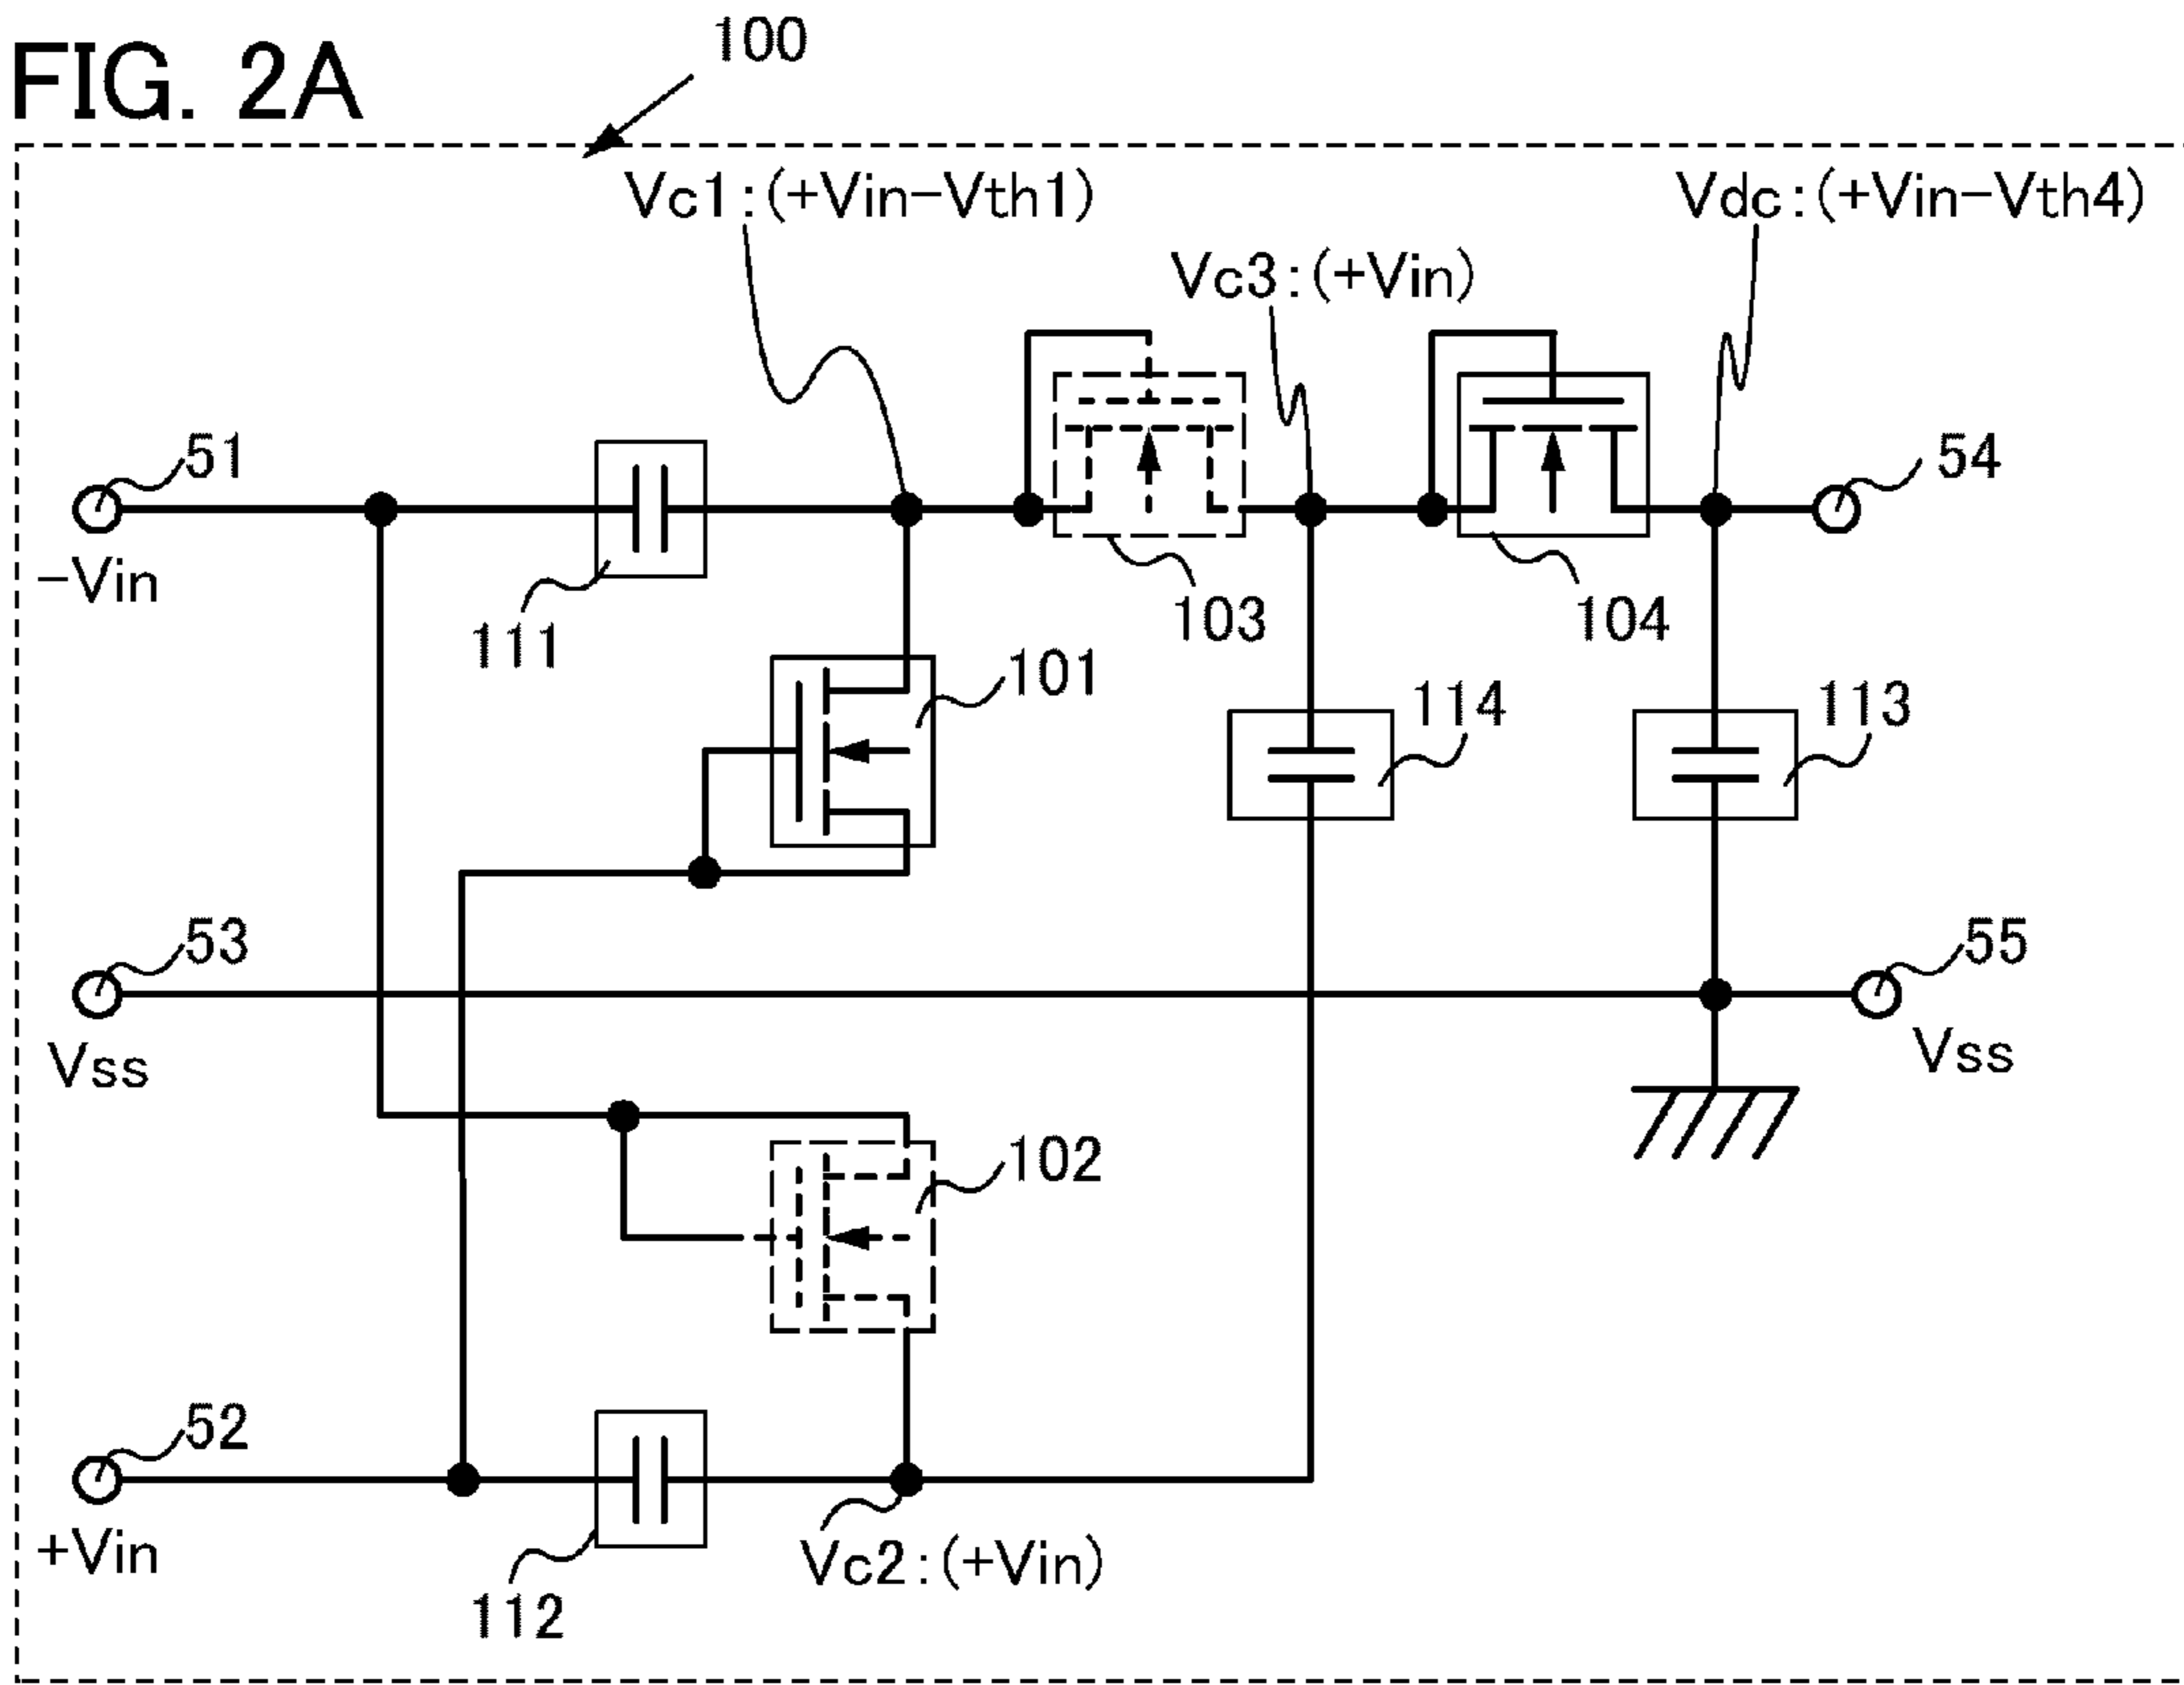 100
FIG. 2A
Vc1:(+Vin−Vth1)
Vdc:(+Vin−Vth4)
Vc3:(+Vin)
51
54
−Vin
111
103
104
101
114
113
53
55
Vss
Vss
102
52
+Vin
Vc2:(+Vin)
112